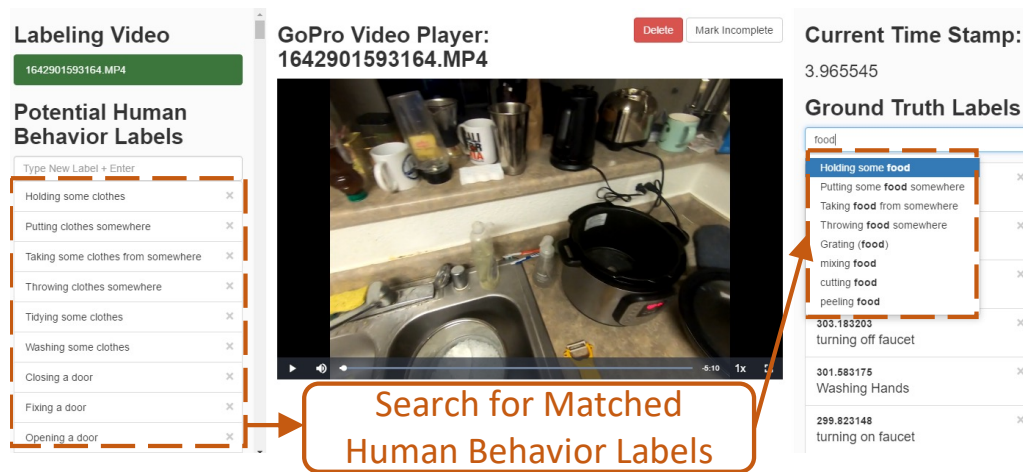 Labeling Video
1642901593164.MP4
Potential Human
Behavior Labels
Type New Label + Enter
Holding some clothes ×
Putting clothes somewhere ×
Taking some clothes from somewhere ×
Throwing clothes somewhere ×
Tidying some clothes ×
Washing some clothes ×
Closing a door ×
Fixing a door ×
Opening a door ×
GoPro Video Player:
1642901593164.MP4
Delete
Mark Incomplete
-5:10 1x
Search for Matched
Human Behavior Labels
Current Time Stamp:
3.965545
Ground Truth Labels
food
Holding some food
Putting some food somewhere
Taking food from somewhere
Throwing food somewhere
Grating (food)
mixing food
cutting food
peeling food
303.183203
turning off faucet
301.583175
Washing Hands
299.823148
turning on faucet